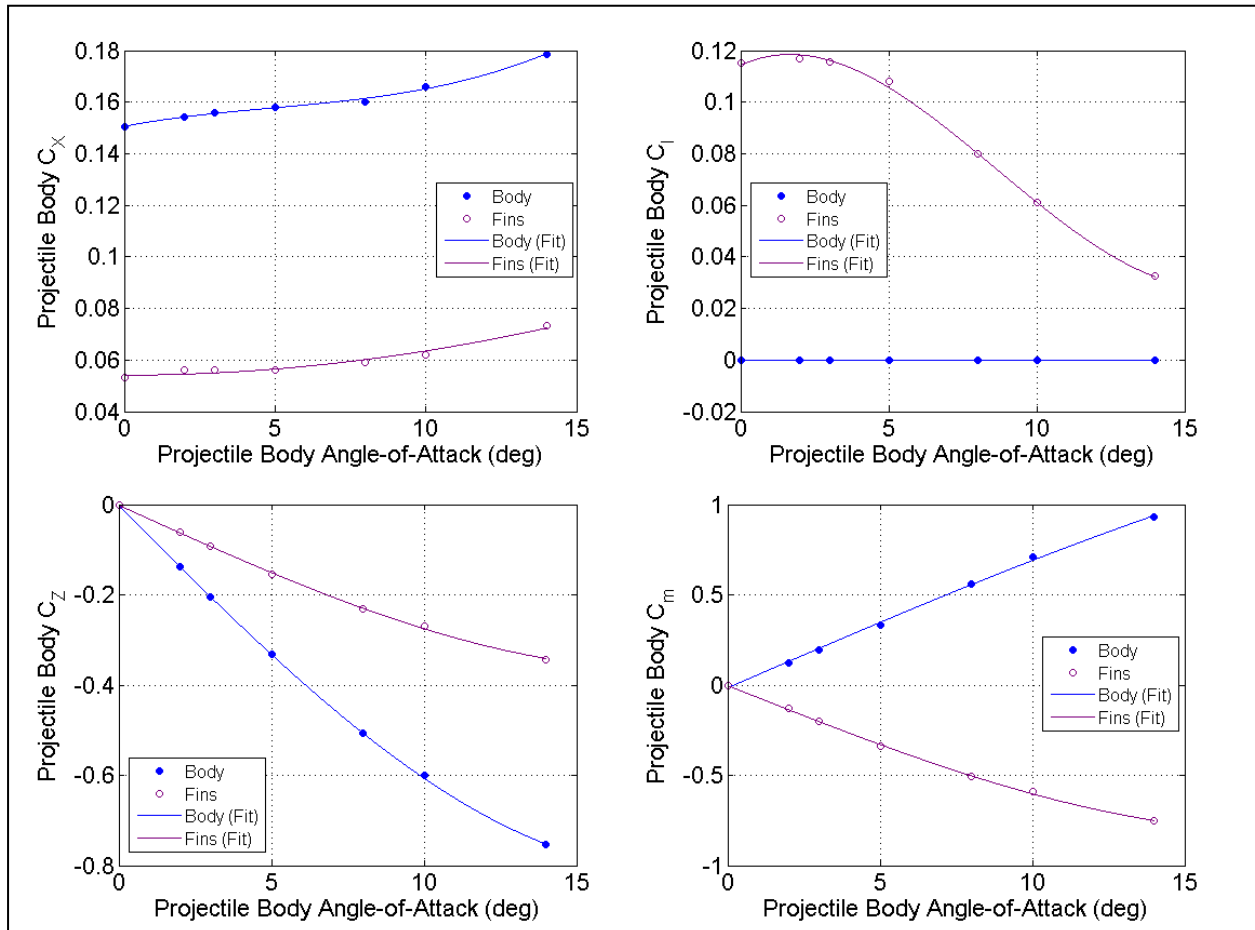 0.18
0.16
0.14
0.12
0.1
0.08
0.06
0.04
Projectile Body C_X
0
5
10
15
Projectile Body Angle-of-Attack (deg)
Body
Fins
Body (Fit)
Fins (Fit)
0.12
0.1
0.08
0.06
0.04
0.02
0
-0.02
Projectile Body C_l
0
5
10
15
Projectile Body Angle-of-Attack (deg)
Body
Fins
Body (Fit)
Fins (Fit)
0
-0.2
-0.4
-0.6
-0.8
Projectile Body C_Z
0
5
10
15
Projectile Body Angle-of-Attack (deg)
Body
Fins
Body (Fit)
Fins (Fit)
1
0.5
0
-0.5
-1
Projectile Body C_m
0
5
10
15
Projectile Body Angle-of-Attack (deg)
Body
Fins
Body (Fit)
Fins (Fit)